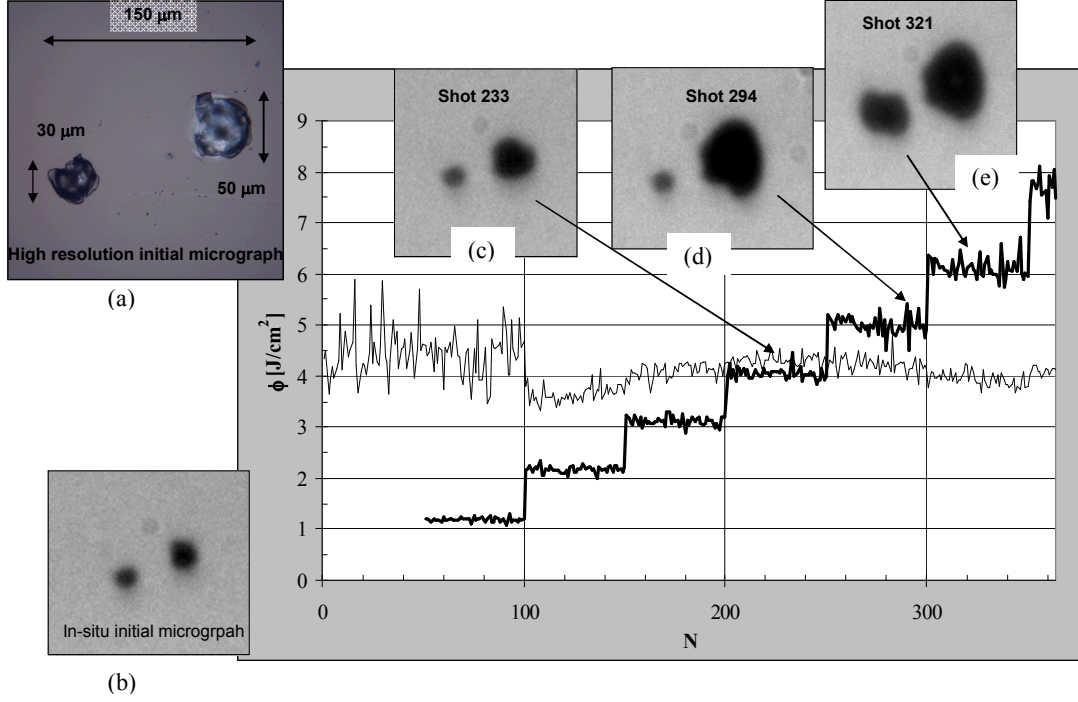 150 µm
30 µm
50 µm
High resolution initial micrograph
(a)
In-situ initial microgrpah
(b)
Shot 233
(c)
Shot 294
(d)
Shot 321
(e)
ϕ [J/cm²]
9
8
7
6
5
4
3
2
1
0
0 100 200 300
N